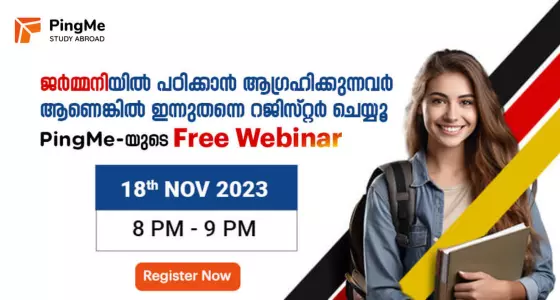 PingMe
STUDY ABROAD
ജർമ്മനിയിൽ പഠിക്കാൻ ആഗ്രഹിക്കുന്നവർ
ആണെങ്കിൽ ഇന്നുതന്നെ റജിസ്റ്റർ ചെയ്യൂ
PingMe-യുടെ Free Webinar
18th NOV 2023
8 PM - 9 PM
Register Now